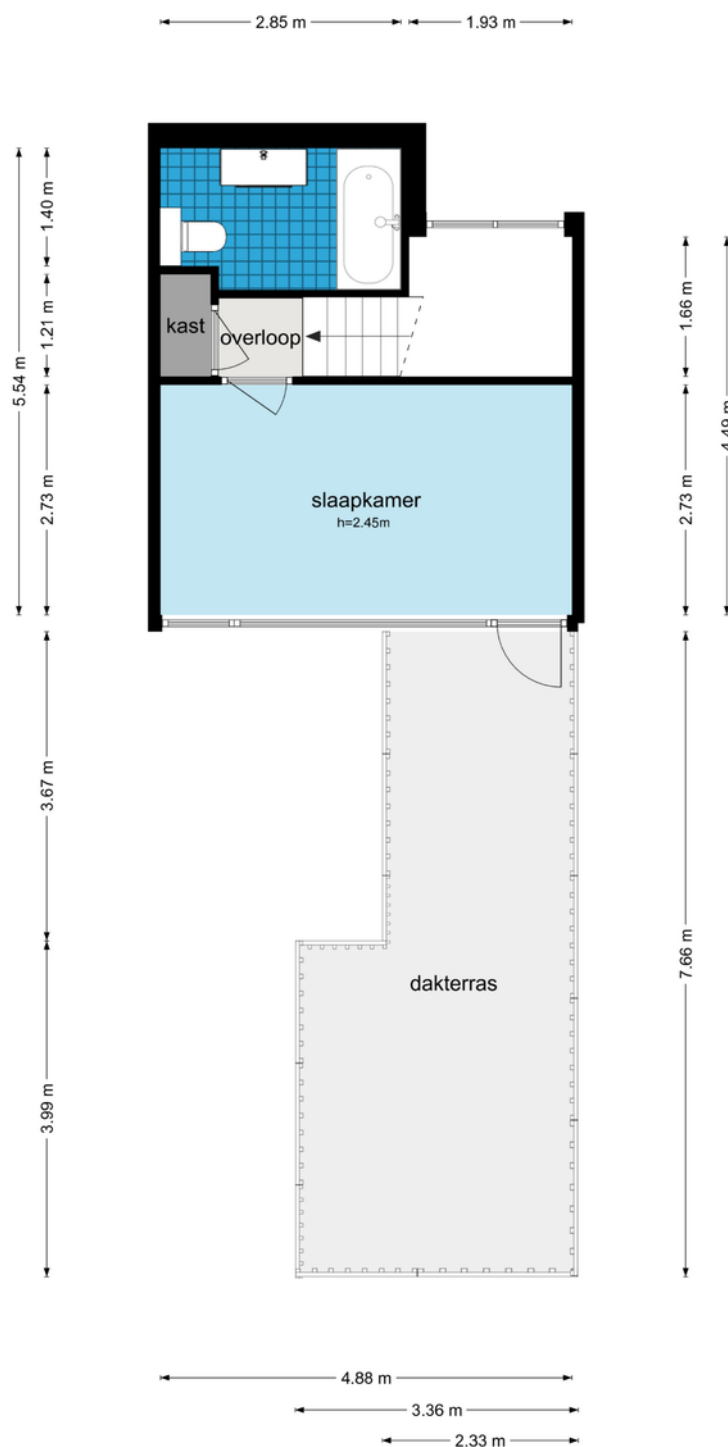 2.85 m
1.93 m
1.40 m
1.21 m
5.54 m
2.73 m
1.66 m
4.49 m
2.73 m
kast
overloop
slaapkamer
h=2.45m
3.67 m
7.66 m
dakterras
3.99 m
4.88 m
3.36 m
2.33 m